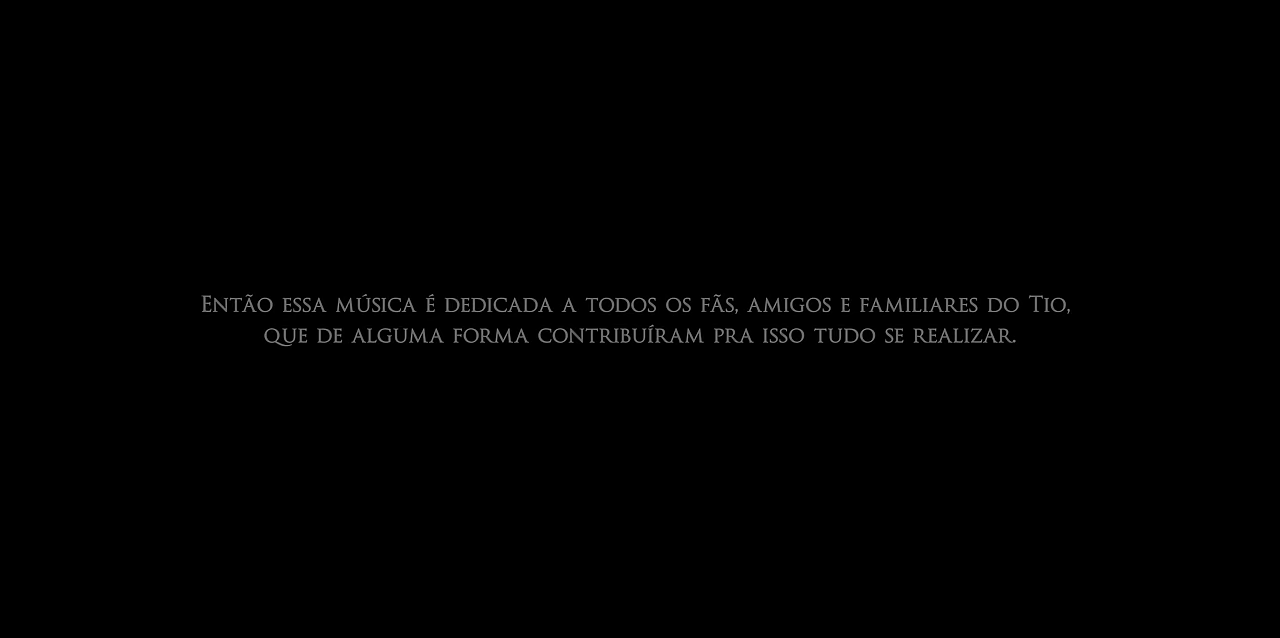 Então essa música é dedicada a todos os fãs, amigos e familiares do Tio,
que de alguma forma contribuíram pra isso tudo se realizar.